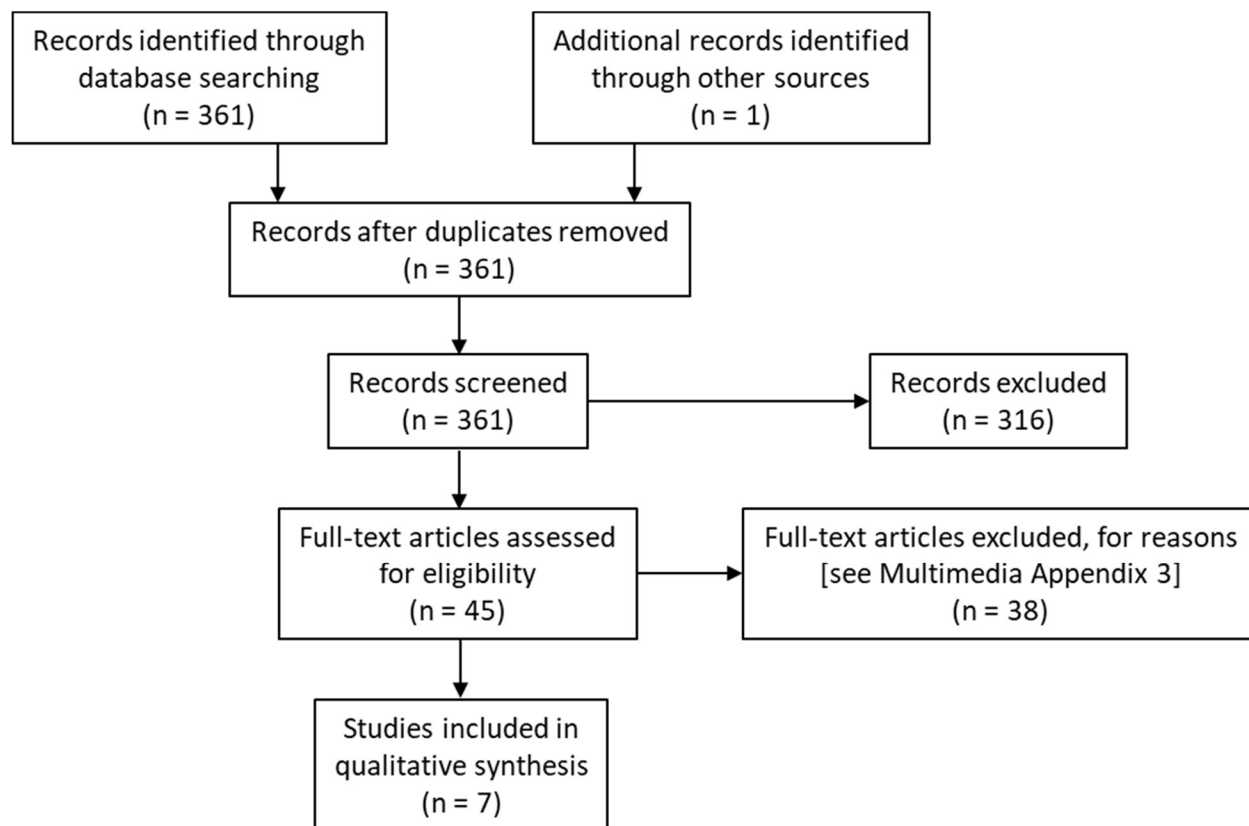 Records identified through
database searching
(n = 361)
Additional records identified
through other sources
(n = 1)
Records after duplicates removed
(n = 361)
Records screened
(n = 361)
Records excluded
(n = 316)
Full-text articles assessed
for eligibility
(n = 45)
Full-text articles excluded, for reasons
[see Multimedia Appendix 3]
(n = 38)
Studies included in
qualitative synthesis
(n = 7)